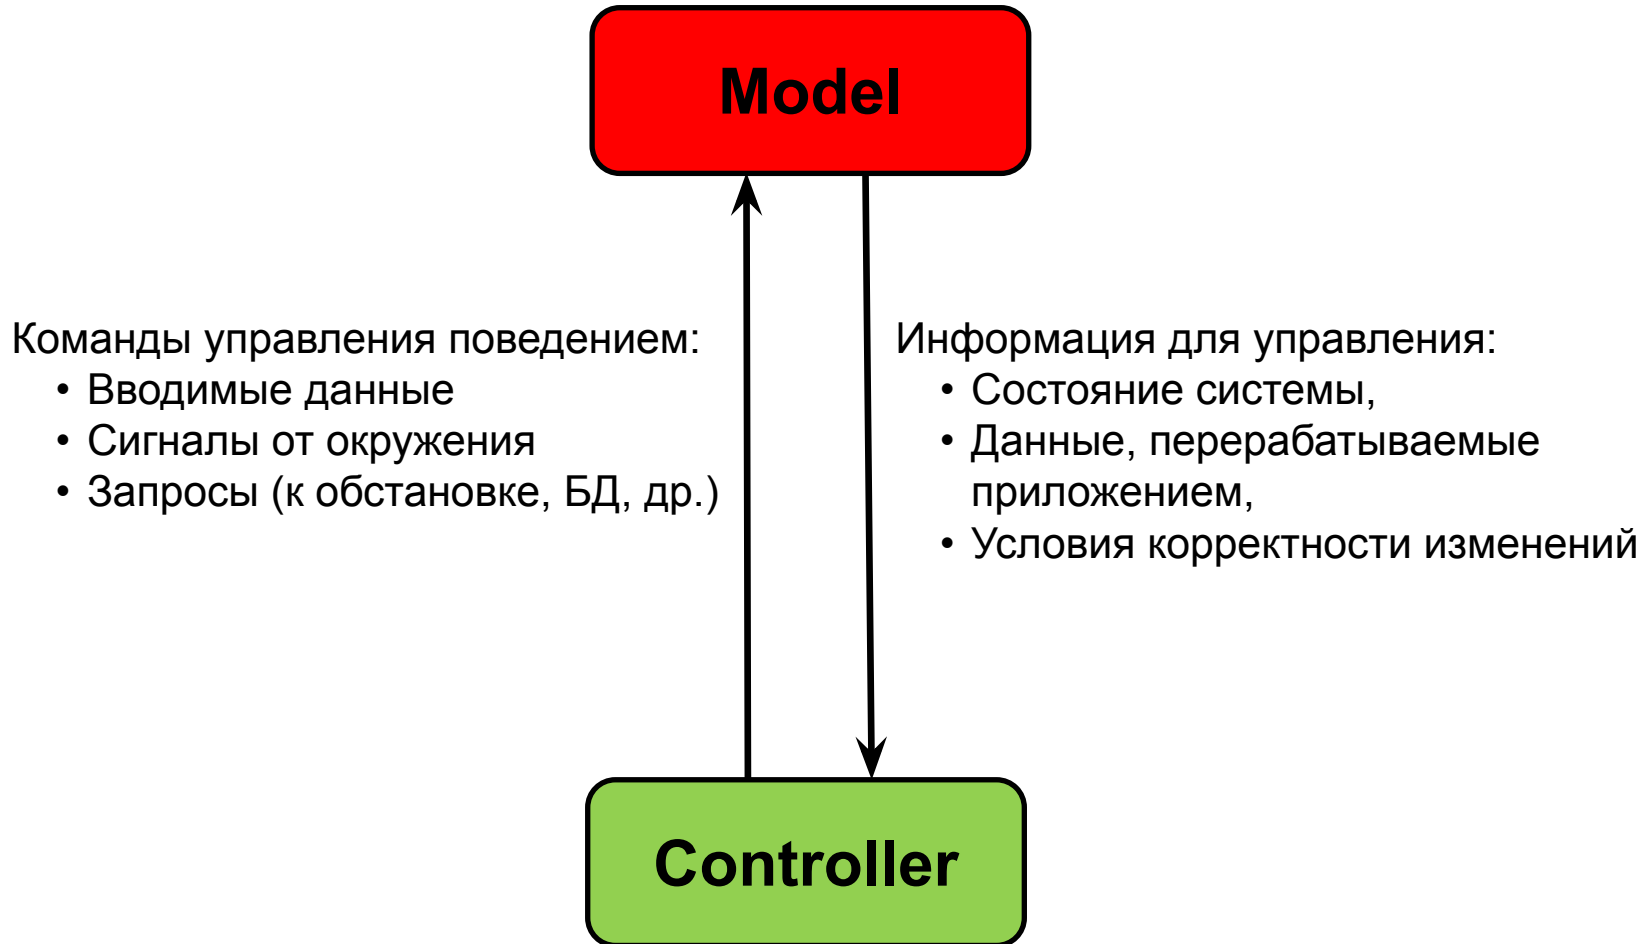 Model
Команды управления поведением:
• Вводимые данные
• Сигналы от окружения
• Запросы (к обстановке, БД, др.)
Информация для управления:
• Состояние системы,
• Данные, перерабатываемые
приложением,
• Условия корректности изменений
Controller